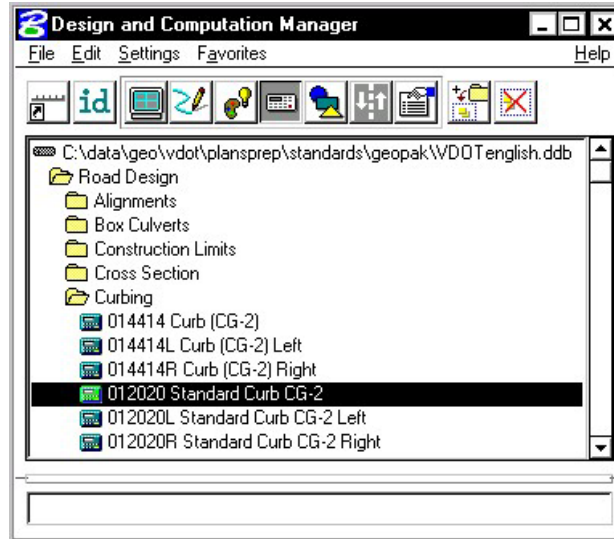 Design and Computation Manager
File Edit Settings Favorites Help
id
C:\data\geo\vdot\plansprep\standards\geopak\VDOTenglish.ddb
Road Design
Alignments
Box Culverts
Construction Limits
Cross Section
Curbing
014414 Curb (CG-2)
014414L Curb (CG-2) Left
014414R Curb (CG-2) Right
012020 Standard Curb CG-2
012020L Standard Curb CG-2 Left
012020R Standard Curb CG-2 Right